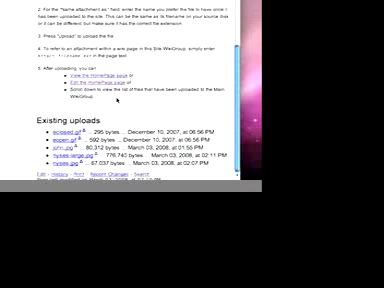 2. For the "Name attachment as:" field, enter the name you prefer the file to have once it
has been uploaded to the site. This can be the same as its filename on your source disk
or it can be different but make sure it has the correct file extension
3. Press "Upload" to upload the file
4. To refer to an attachment within a wiki page in this Site WikiGroup, simply enter
in the page text
5. After uploading, you can
View the HomePage page or
Edit the HomePage page or
Scroll down to view the list of files that have been uploaded to the Main
WikiGroup.
Existing uploads
eclosed.gif ... 295 bytes ... December 10, 2007, at 06:56 PM
eopen.gif ... 592 bytes ... December 10, 2007, at 06:56 PM
john.jpg ... 80,312 bytes ... March 03, 2008, at 01:55 PM
nyses-large.jpg ... 776,740 bytes ... March 03, 2008, at 02:11 PM
nyses.jpg ... 67,037 bytes ... March 03, 2008, at 02:07 PM
Edit - History - Print - Recent Changes - Search